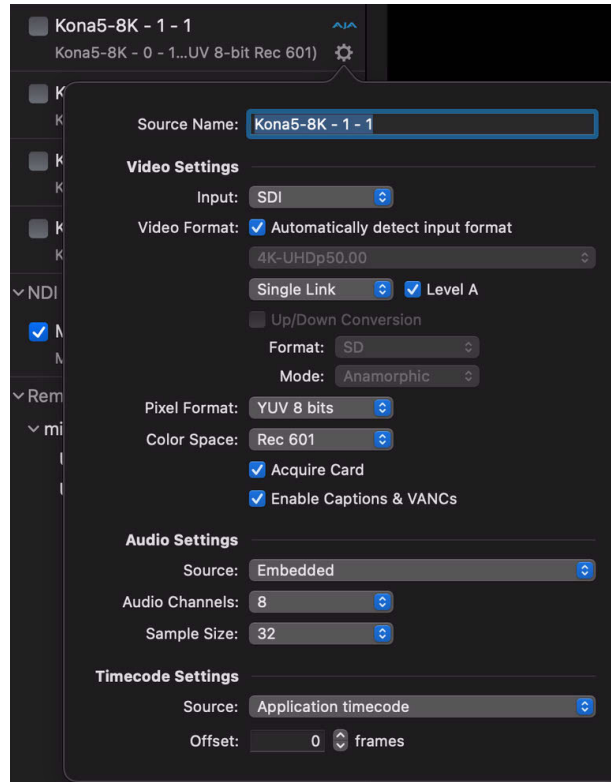 Kona5-8K - 1 - 1
AJA
Kona5-8K - 0 - 1...UV 8-bit Rec 601)
K
K
K
K
K
K
NDI
Rem
mi
Source Name: Kona5-8K - 1 - 1
Video Settings
Input: SDI
Video Format: Automatically detect input format
4K-UHDp50.00
Single Link Level A
Up/Down Conversion
Format: SD
Mode: Anamorphic
Pixel Format: YUV 8 bits
Color Space: Rec 601
Acquire Card
Enable Captions & VANCs
Audio Settings
Source: Embedded
Audio Channels: 8
Sample Size: 32
Timecode Settings
Source: Application timecode
Offset: 0 frames